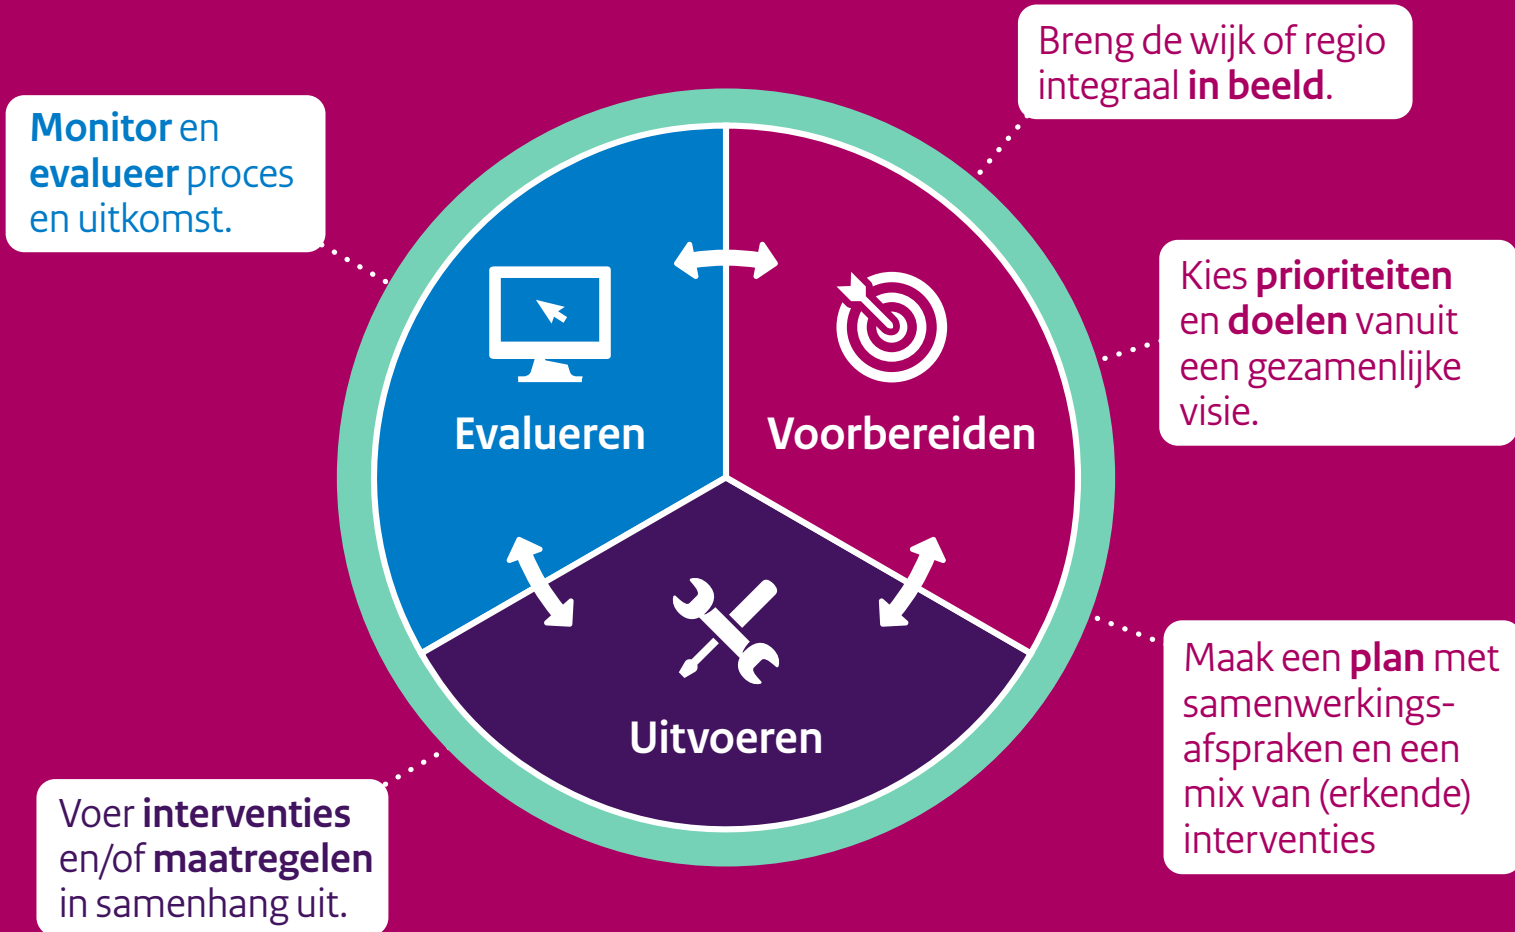 Breng de wijk of regio
integraal in beeld.
Monitor en
evalueer proces
en uitkomst.
Kies prioriteiten
en doelen vanuit
een gezamenlijke
visie.
Evalueren
Voorbereiden
Maak een plan met
samenwerkings-
afspraken en een
mix van (erkende)
interventies
Uitvoeren
Voer interventies
en/of maatregelen
in samenhang uit.